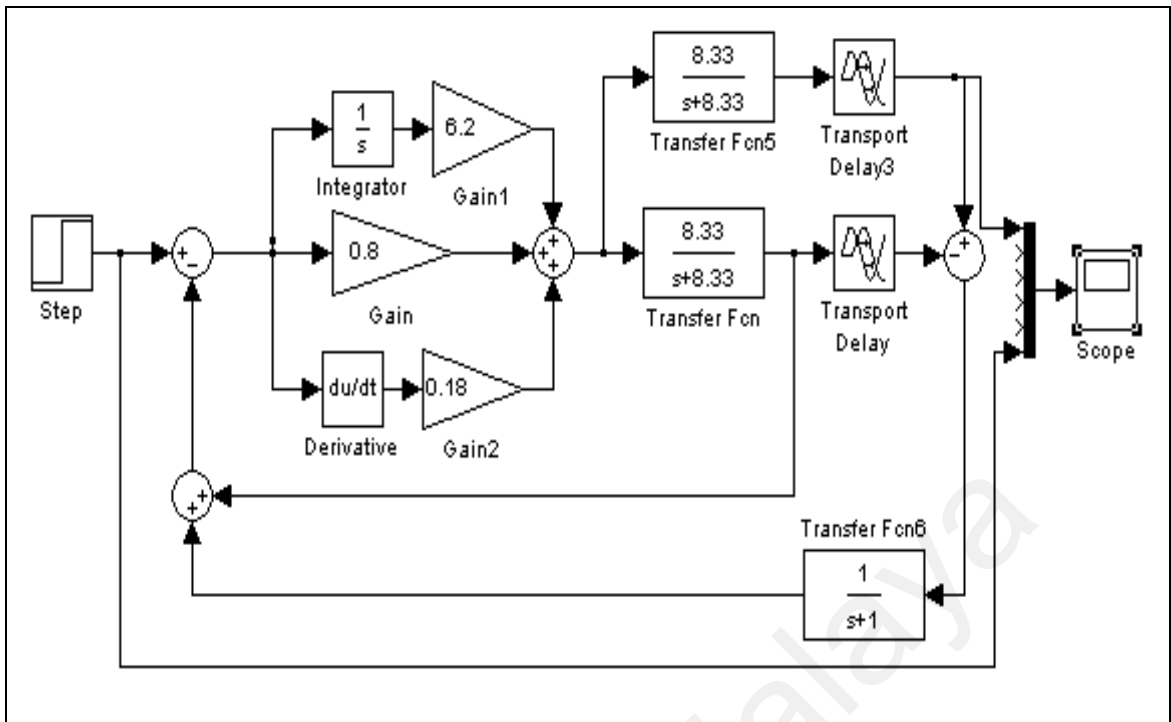 8.33
s+8.33
Transfer Fcn5
Transport
Delay3
1
s
Integrator
6.2
Gain1
Step
+
−
0.8
Gain
+
+
+
8.33
s+8.33
Transfer Fcn
Transport
Delay
+
−
Scope
du/dt
Derivative
0.18
Gain2
+
+
Transfer Fcn6
1
s+1
alaya